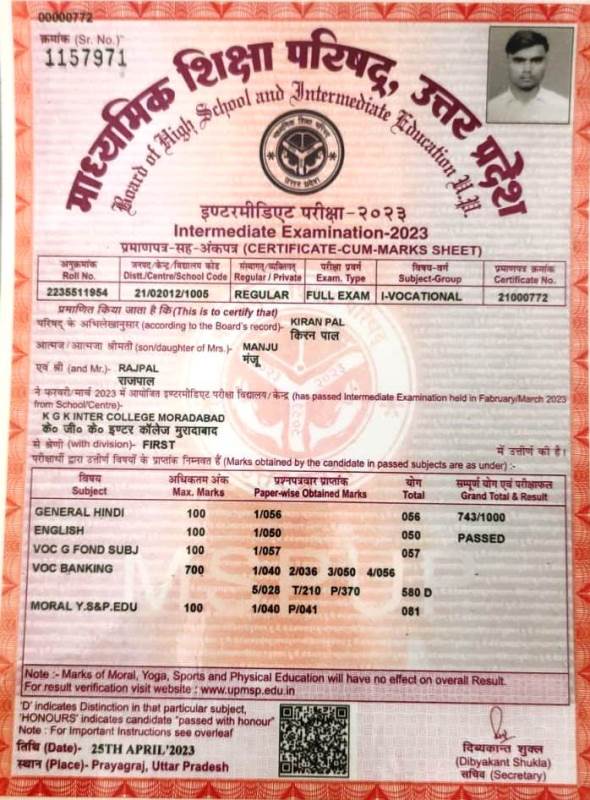 00000772
क्रमांक (Sr. No.)
1157971
माध्यमिक शिक्षा परिषद्, उत्तर प्रदेश
Board of High School and Intermediate Education U.P.
इण्टरमीडिएट परीक्षा-२०२३
Intermediate Examination-2023
प्रमाणपत्र-सह-अंकपत्र (CERTIFICATE-CUM-MARKS SHEET)
अनुक्रमांक जनपद/केन्द्र/विद्यालय कोड संस्थागत/व्यक्तिगत परीक्षा प्रवर्ग विषय-वर्ग प्रमाणपत्र क्रमांक
Roll No. Distt./Centre/School Code Regular / Private Exam. Type Subject-Group Certificate No.
2235511954 21/02012/1005 REGULAR FULL EXAM I-VOCATIONAL 21000772
प्रमाणित किया जाता है कि(This is to certify that)
परिषद् के अभिलेखानुसार (according to the Board's record)- KIRAN PAL
किरन पाल
आत्मज / आत्मजा श्रीमती (son/daughter of Mrs.)- MANJU
मंजू
एवं श्री (and Mr.)- RAJPAL
राजपाल
ने फरवरी/मार्च 2023 में आयोजित इण्टरमीडिएट परीक्षा विद्यालय/केन्द्र (has passed Intermediate Examination held in Fabruary/March 2023
from School/Centre)-
K G K INTER COLLEGE MORADABAD
के० जी० के० इण्टर कॉलेज मुरादाबाद
से श्रेणी (with division)- FIRST में उत्तीर्ण की है।
परीक्षार्थी द्वारा उत्तीर्ण विषयों के प्राप्तांक निम्नवत हैं (Marks obtained by the candidate in passed subjects are as under) :-
विषय अधिकतम अंक प्रश्नपत्रवार प्राप्तांक योग सम्पूर्ण योग एवं परीक्षाफल
Subject Max. Marks Paper-wise Obtained Marks Total Grand Total & Result
GENERAL HINDI 100 1/056 056 743/1000
ENGLISH 100 1/050 050 PASSED
VOC G FOND SUBJ 100 1/057 057
VOC BANKING 700 1/040 2/036 3/050 4/056
5/028 T/210 P/370 580 D
MORAL Y.S&P.EDU 100 1/040 P/041 081
Note :- Marks of Moral, Yoga, Sports and Physical Education will have no effect on overall Result.
For result verification visit website : www.upmsp.edu.in
'D' indicates Distinction in that particular subject,
'HONOURS' indicates candidate "passed with honour"
Note : For Important Instructions see overleaf
तिथि (Date)- 25TH APRIL'2023
स्थान (Place)- Prayagraj, Uttar Pradesh
दिव्यकान्त शुक्ल
(Dibyakant Shukla)
सचिव (Secretary)